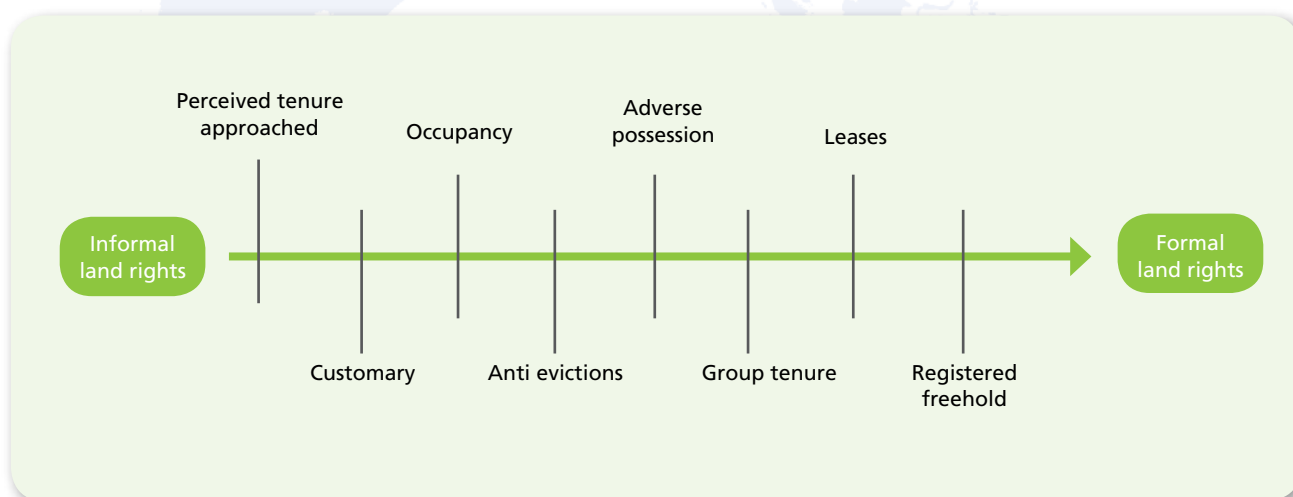 Perceived tenure
approached
Occupancy
Adverse
possession
Leases
Informal
land rights
Formal
land rights
Customary
Anti evictions
Group tenure
Registered
freehold